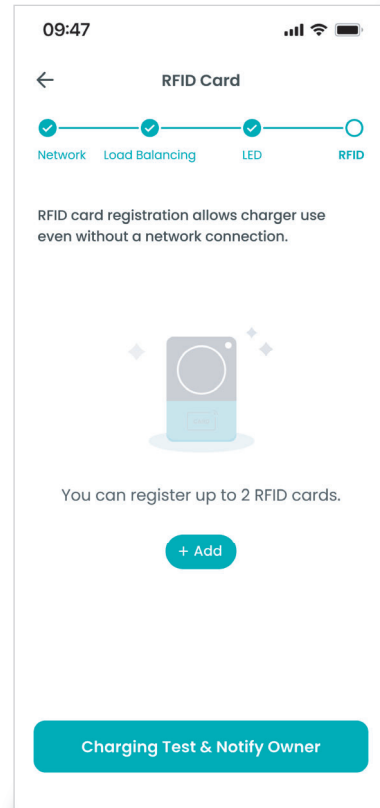 09:47
RFID Card
Network Load Balancing LED RFID
RFID card registration allows charger use
even without a network connection.
You can register up to 2 RFID cards.
+ Add
Charging Test & Notify Owner